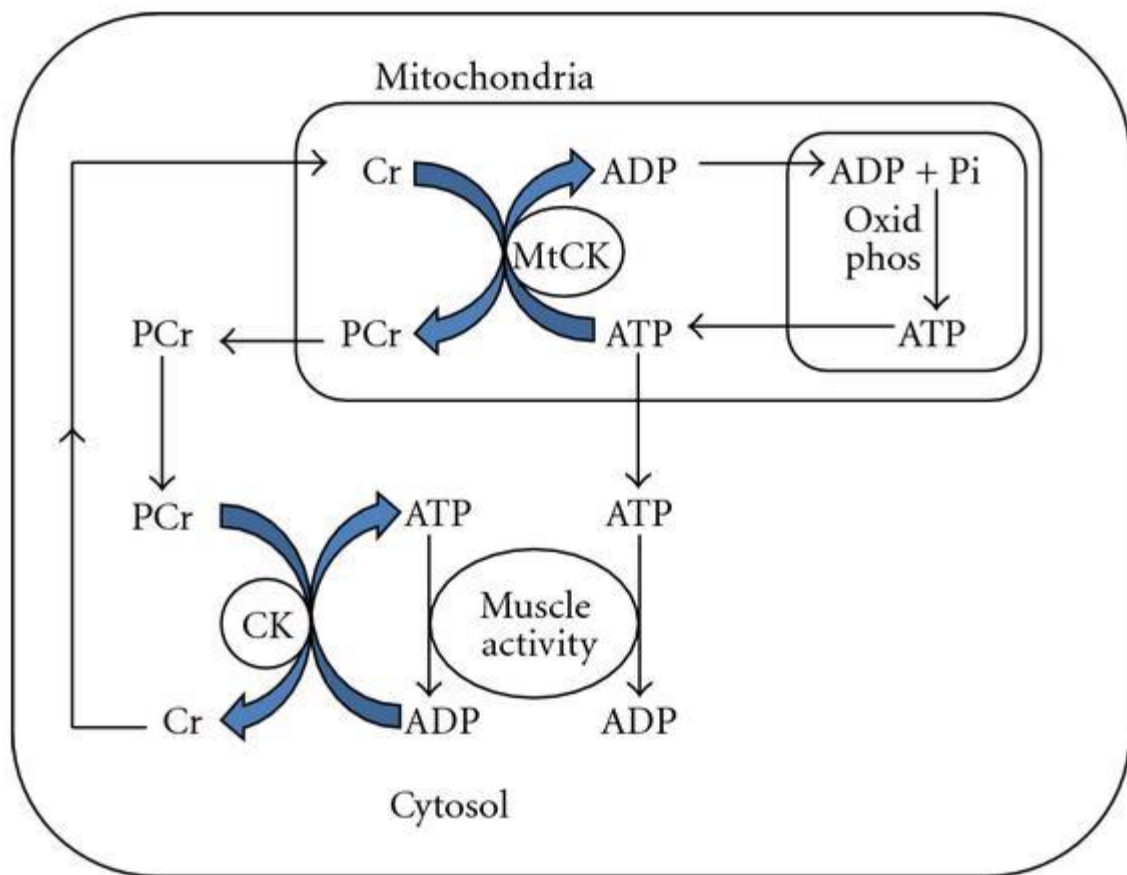 Mitochondria
Cr
ADP
ADP + Pi
Oxid
phos
MtCK
PCr
PCr
ATP
ATP
PCr
ATP
ATP
CK
Muscle
activity
Cr
ADP
ADP
Cytosol